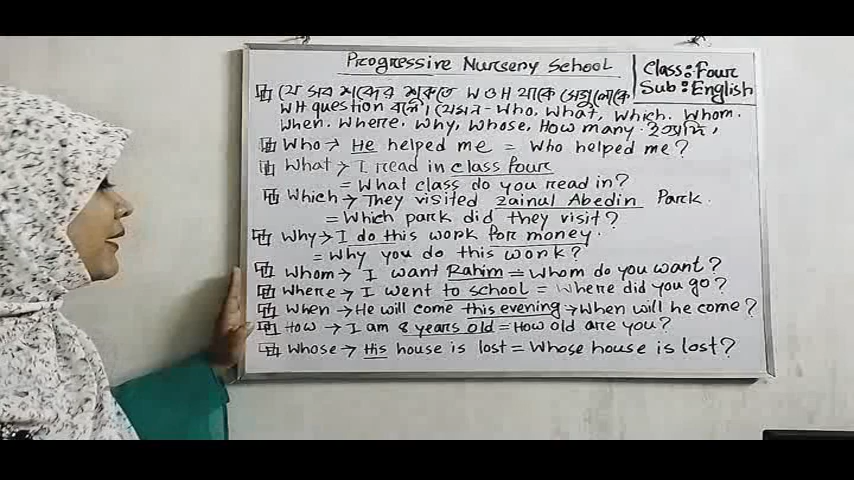 Progressive Nursery School
Class: Four
Sub: English
যে সব শব্দের শুরুতে W ও H থাকে সেগুলোকে
WH question বলে। যেমন - Who, What, Which. Whom.
When. Where. Why, Whose, How many. ইত্যাদি।
Who → He helped me = Who helped me?
What → I read in class four
= What class do you read in?
Which → They visited Zainul Abedin Park.
= Which park did they visit?
Why → I do this work for money.
= Why you do this work?
Whom → I want Rahim = Whom do you want?
Where → I went to school = Where did you go?
When → He will come this evening → When will he come?
How → I am 8 years old = How old are you?
Whose → His house is lost = Whose house is lost?